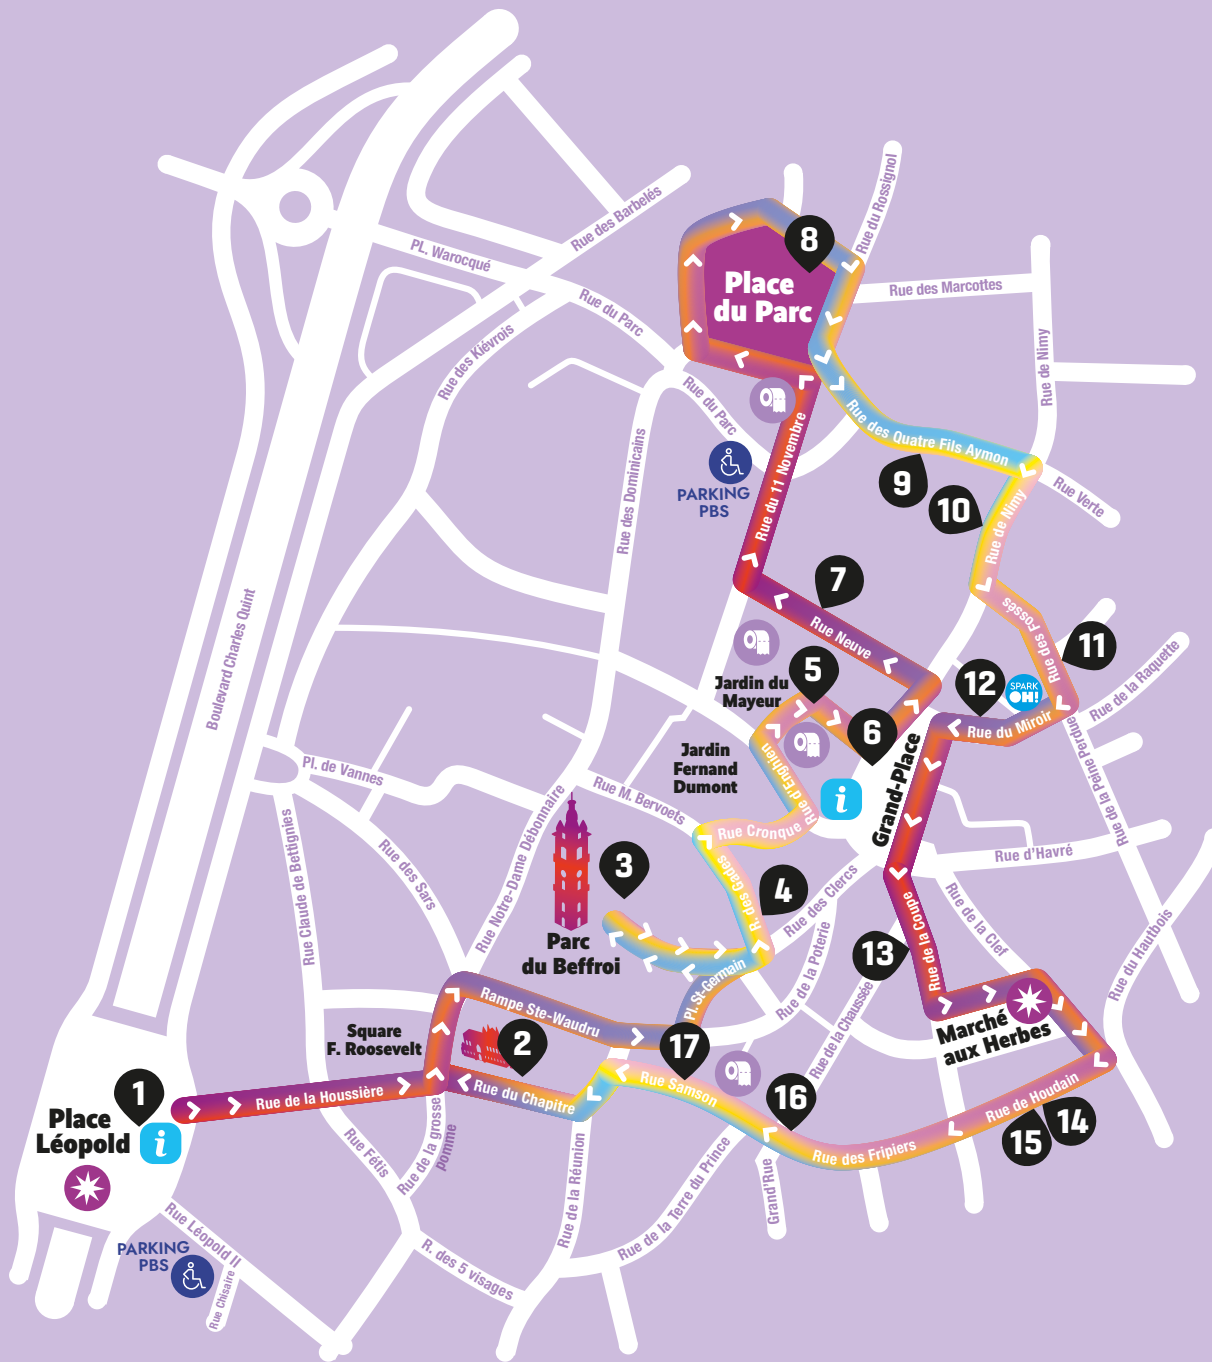 Rue du Rossignol
Rue des Barbelés
PL. Warocqué
8
Place
du Parc
Rue des Marcottes
Rue du Parc
Rue des Kiévrois
Rue de Nimy
Rue du Parc
Rue des Quatre Fils Aymon
Rue du 11 Novembre
Rue des Dominicains
PARKING
PBS
9
10
Rue Verte
Rue de Nimy
7
Rue Neuve
Rue des Fossés
11
Boulevard Charles Quint
5
Jardin du
Mayeur
12
SPARK
OH!
Rue de la Raquette
6
Rue du Miroir
Rue de la Peine Perdue
Jardin
Fernand
Dumont
Rue d'Enghien
i
Grand-Place
Pl. de Vannes
Rue M. Bervoets
Rue Cronque
Rue d'Havré
Rue Notre-Dame Débonnaire
Rue Claude de Bettignies
Rue des Sars
3
4
R. des Gades
Rue des Clercs
Rue de la Clef
Rue du Hautbois
Parc
du Beffroi
Pl. St-Germain
Rue de la Poterie
13
Rue de la Coupe
Rue de la Chaussée
Rampe Ste-Waudru
Square
F. Roosevelt
2
17
Marché
aux Herbes
1
Place
Léopold
i
Rue de la Houssière
Rue du Chapitre
Rue Samson
16
Rue de Houdain
14
15
Rue des Fripiers
Rue Fétis
Rue de la grosse
pomme
Rue de la Réunion
Rue de la Terre du Prince
Grand'Rue
Rue Léopold II
PARKING
PBS
Rue Chisaire
R. des 5 visages